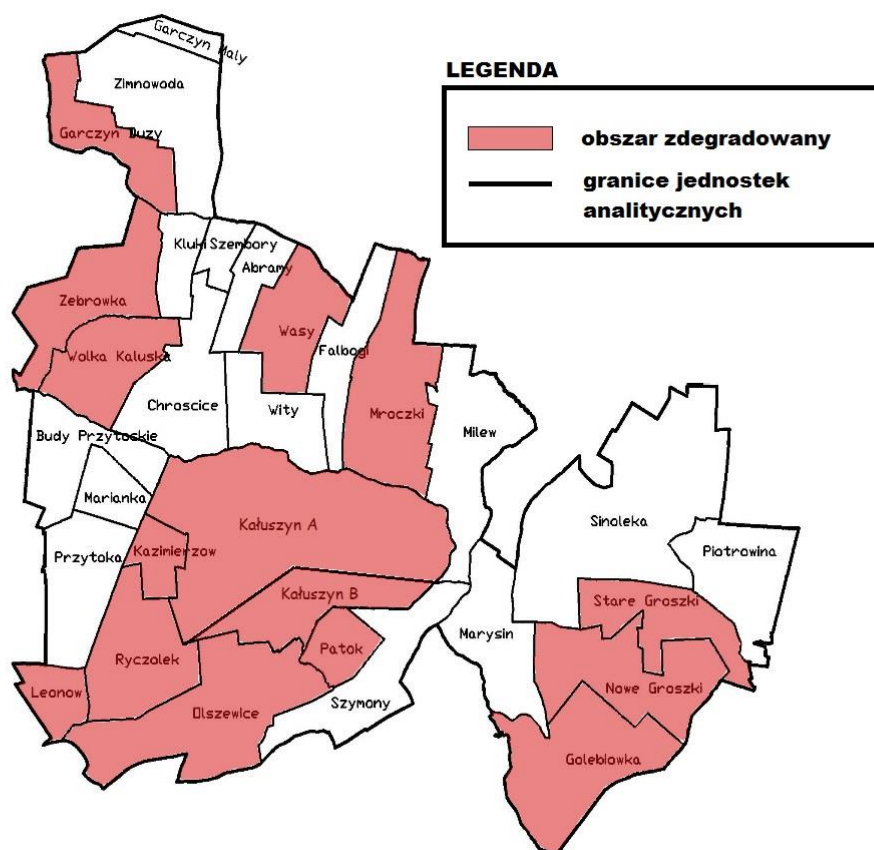 Garczyn Maly
Zimnowoda
LEGENDA
obszar zdegradowany
granice jednostek
analitycznych
Garczyn Duzy
Kluki
Szembory
Abramy
Zebrowka
Wasy
Wolka Kaluska
Falbogi
Chroscice
Wity
Mroczki
Milew
Budy Przytoskie
Marianka
Kałuszyn A
Sinoleka
Przytoka
Kazimierzow
Piotrowina
Kałuszyn B
Stare Groszki
Marysin
Patok
Ryczolek
Leonow
Szymony
Nowe Groszki
Olszewice
Golebiowka